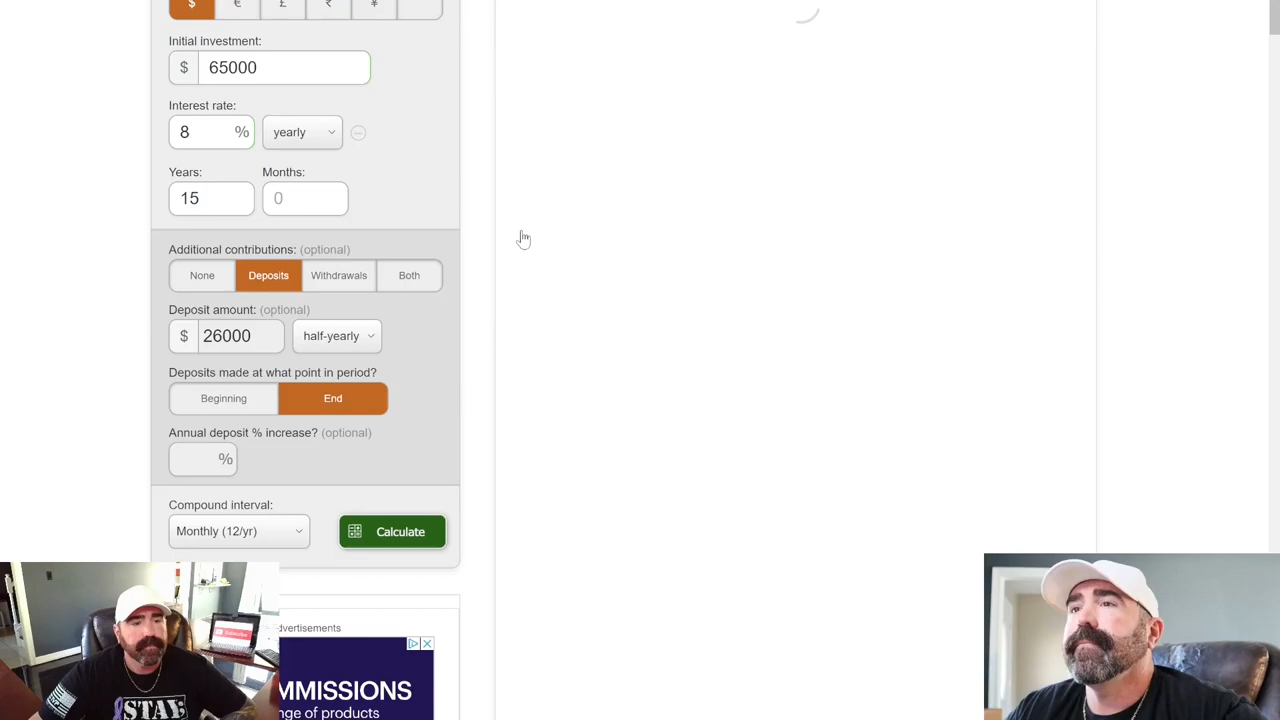 $ € £ ₹ ¥
Initial investment:
$ 65000
Interest rate:
8 % yearly
Years: Months:
15 0
Additional contributions: (optional)
None Deposits Withdrawals Both
Deposit amount: (optional)
$ 26000 half-yearly
Deposits made at what point in period?
Beginning End
Annual deposit % increase? (optional)
%
Compound interval:
Monthly (12/yr) Calculate
dvertisements
MMISSIONS
nge of products
Subscribe
STAY